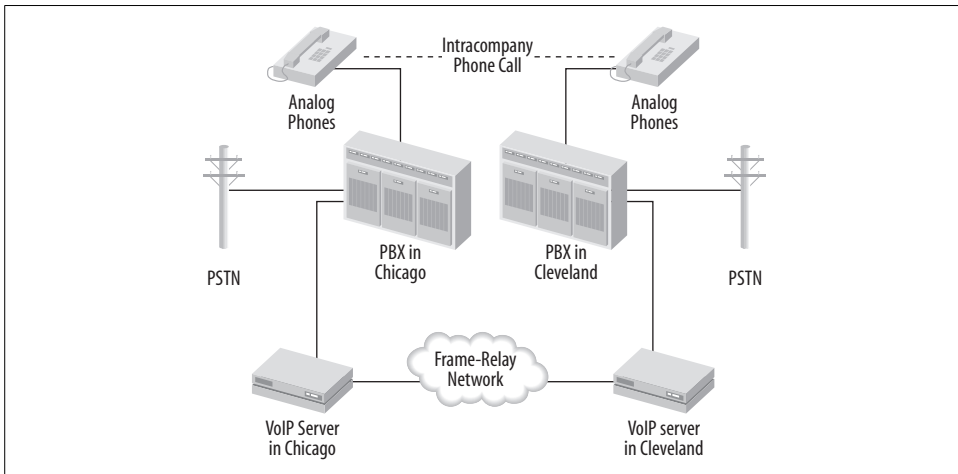 Intracompany
Phone Call
Analog
Phones
Analog
Phones
PBX in
Chicago
PBX in
Cleveland
PSTN
PSTN
Frame-Relay
Network
VoIP Server
in Chicago
VoIP server
in Cleveland